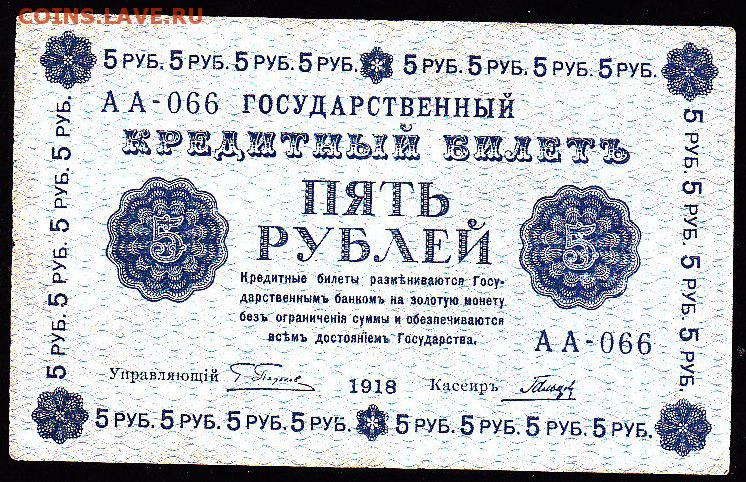 COINS.LAVE.RU
5 РУБ. 5 РУБ. 5 РУБ. 5 РУБ. 5 РУБ. 5 РУБ. 5 РУБ. 5 РУБ.
АА-066 ГОСУДАРСТВЕННЫЙ
КРЕДИТНЫЙ БИЛЕТЪ
ПЯТЬ
РУБЛЕЙ
5 5
Кредитные билеты размѣниваются Госу-
дарственнымъ банкомъ на золотую монету
безъ ограниченія суммы и обезпечиваются
всѣмъ достояніемъ Государства.
АА-066
Управляющій 1918 Кассиръ
5 РУБ. 5 РУБ. 5 РУБ. 5 РУБ. 5 РУБ. 5 РУБ. 5 РУБ. 5 РУБ.
5 РУБ. 5 РУБ. 5 РУБ. 5 РУБ.
5 РУБ. 5 РУБ. 5 РУБ. 5 РУБ.